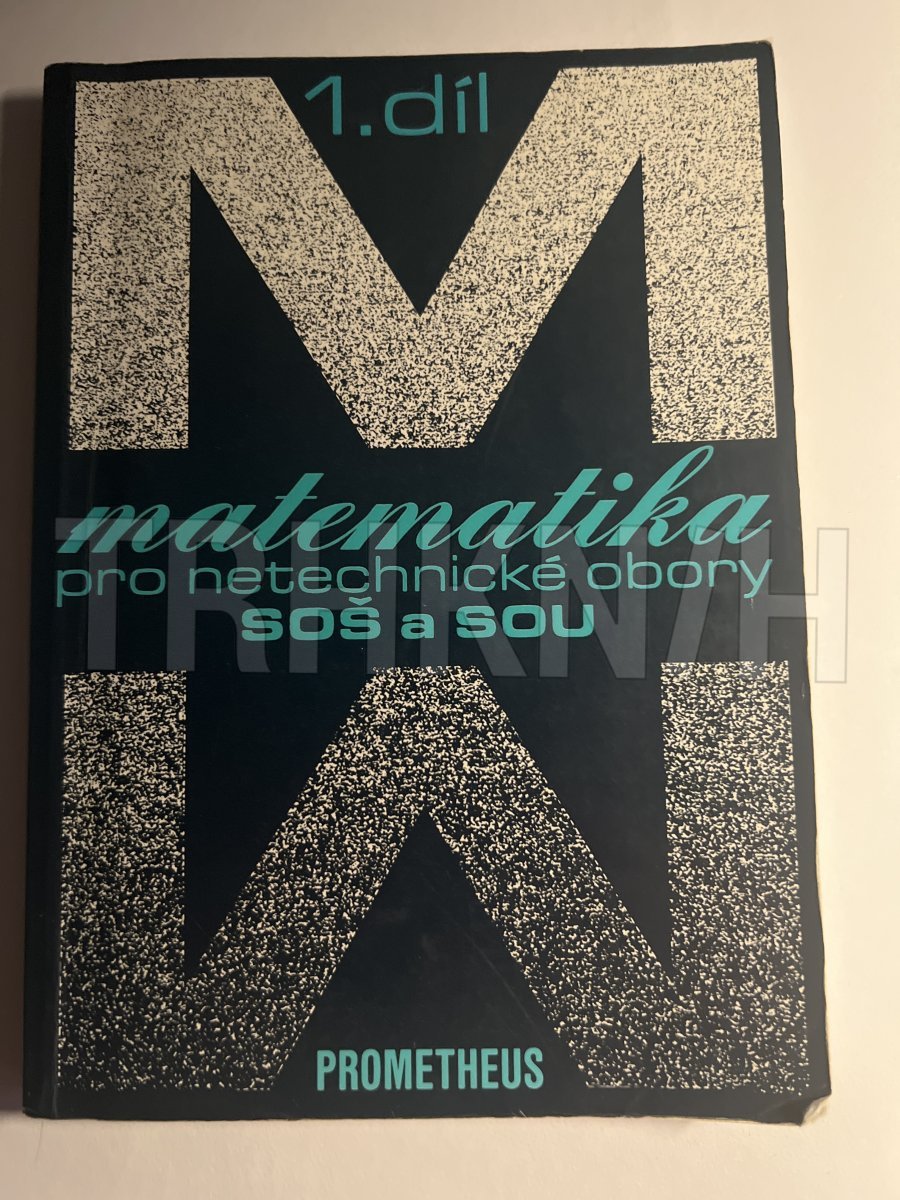 1.díl
matematika
pro netechnické obory
SOŠ a SOU
TRHKNIH
PROMETHEUS